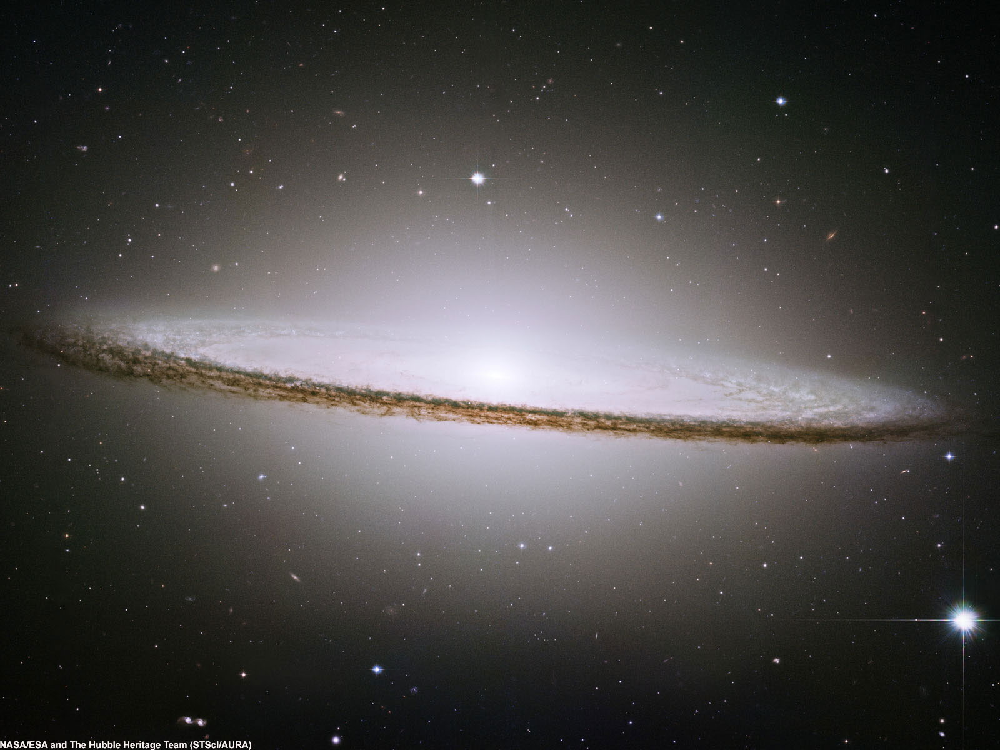 NASA/ESA and The Hubble Heritage Team (STScI/AURA)